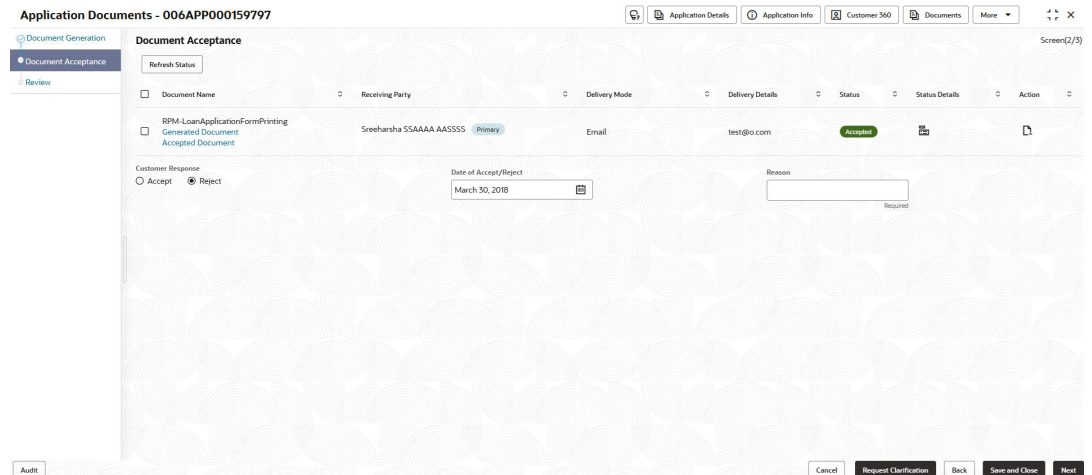 Application Documents - 006APP000159797
Application Details
Application Info
Customer 360
Documents
More
Document Generation
Document Acceptance
Review
Document Acceptance
Screen(2/3)
Refresh Status
Document Name
Receiving Party
Delivery Mode
Delivery Details
Status
Status Details
Action
RPM-LoanApplicationFormPrinting
Generated Document
Accepted Document
Sreeharsha SSAAAA AASSSS
Primary
Email
test@o.com
Accepted
Customer Response
Accept
Reject
Date of Accept/Reject
March 30, 2018
Reason
Required
Audit
Cancel
Request Clarification
Back
Save and Close
Next